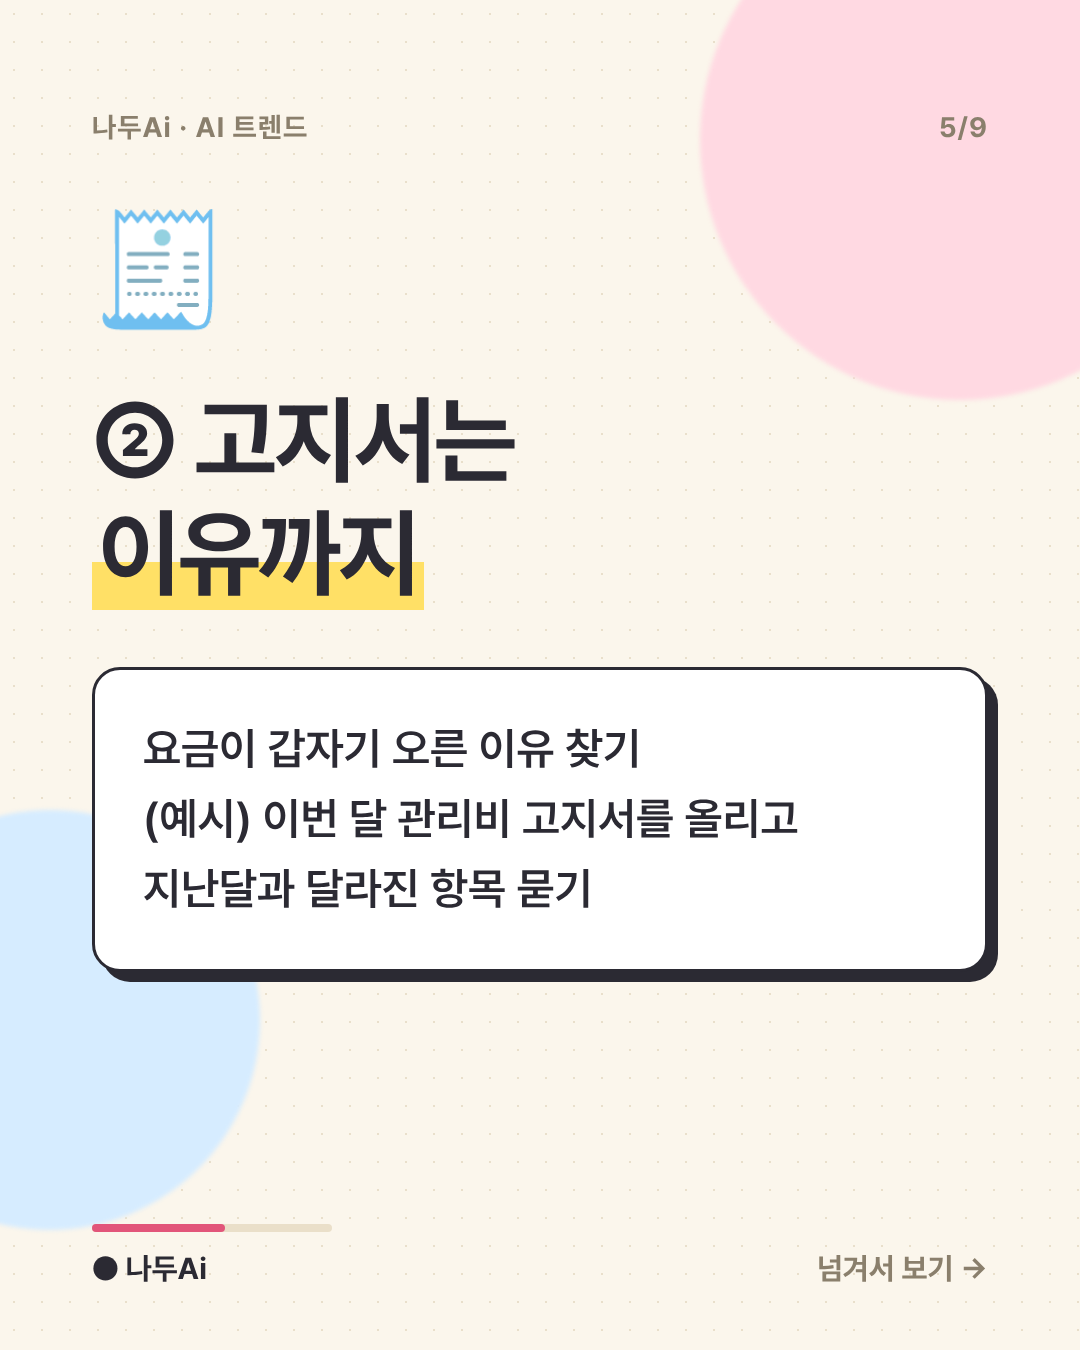 나두Ai · AI 트렌드
5/9
② 고지서는
이유까지
요금이 갑자기 오른 이유 찾기
(예시) 이번 달 관리비 고지서를 올리고
지난달과 달라진 항목 묻기
● 나두Ai
넘겨서 보기 →